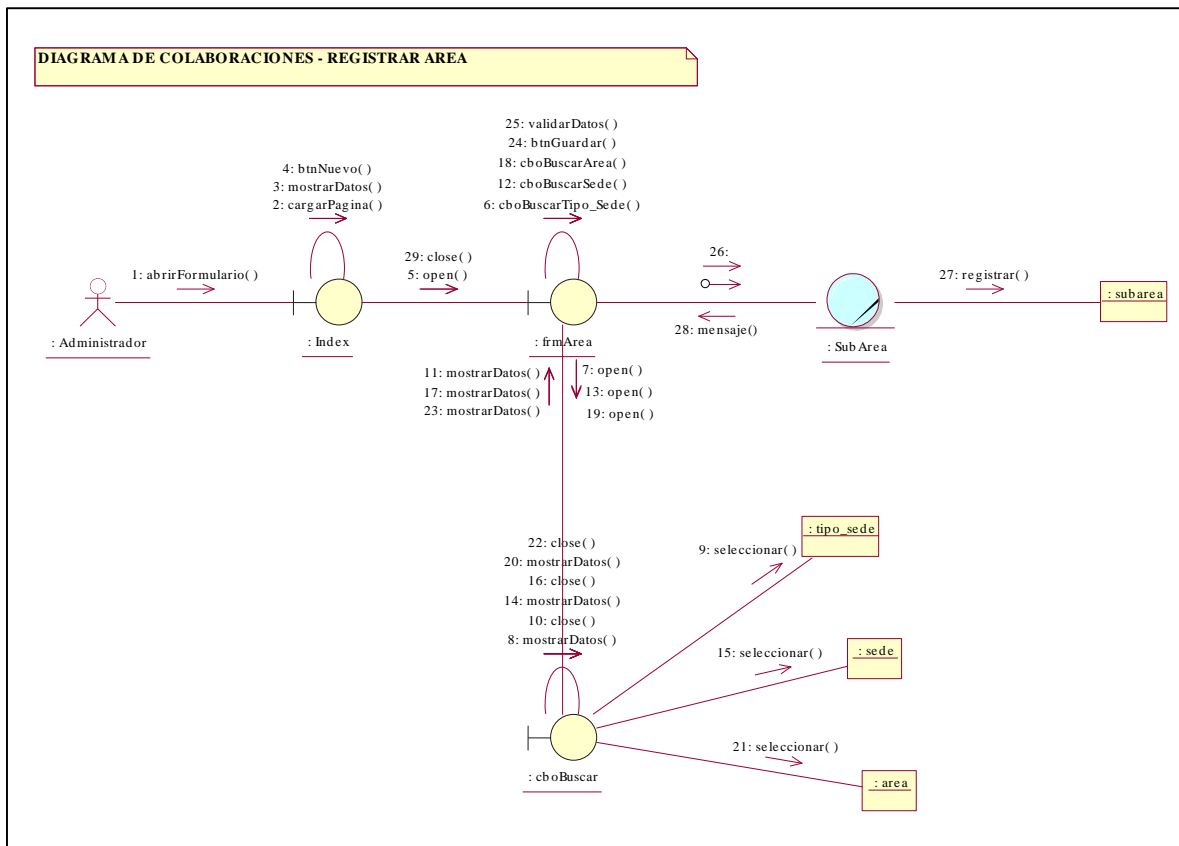 DIAGRAMA DE COLABORACIONES - REGISTRAR AREA
25: validarDatos( )
24: btnGuardar( )
18: cboBuscarArea( )
12: cboBuscarSede( )
6: cboBuscarTipo_Sede( )
4: btnNuevo( )
3: mostrarDatos( )
2: cargarPagina( )
1: abrirFormulario( )
29: close( )
5: open( )
26:
27: registrar( )
28: mensaje()
: Administrador
: Index
: frmArea
: SubArea
: subarea
11: mostrarDatos( )
17: mostrarDatos( )
23: mostrarDatos( )
7: open( )
13: open( )
19: open( )
22: close( )
20: mostrarDatos( )
16: close( )
14: mostrarDatos( )
10: close( )
8: mostrarDatos( )
9: seleccionar( )
: tipo_sede
15: seleccionar( )
: sede
21: seleccionar( )
: area
: cboBuscar